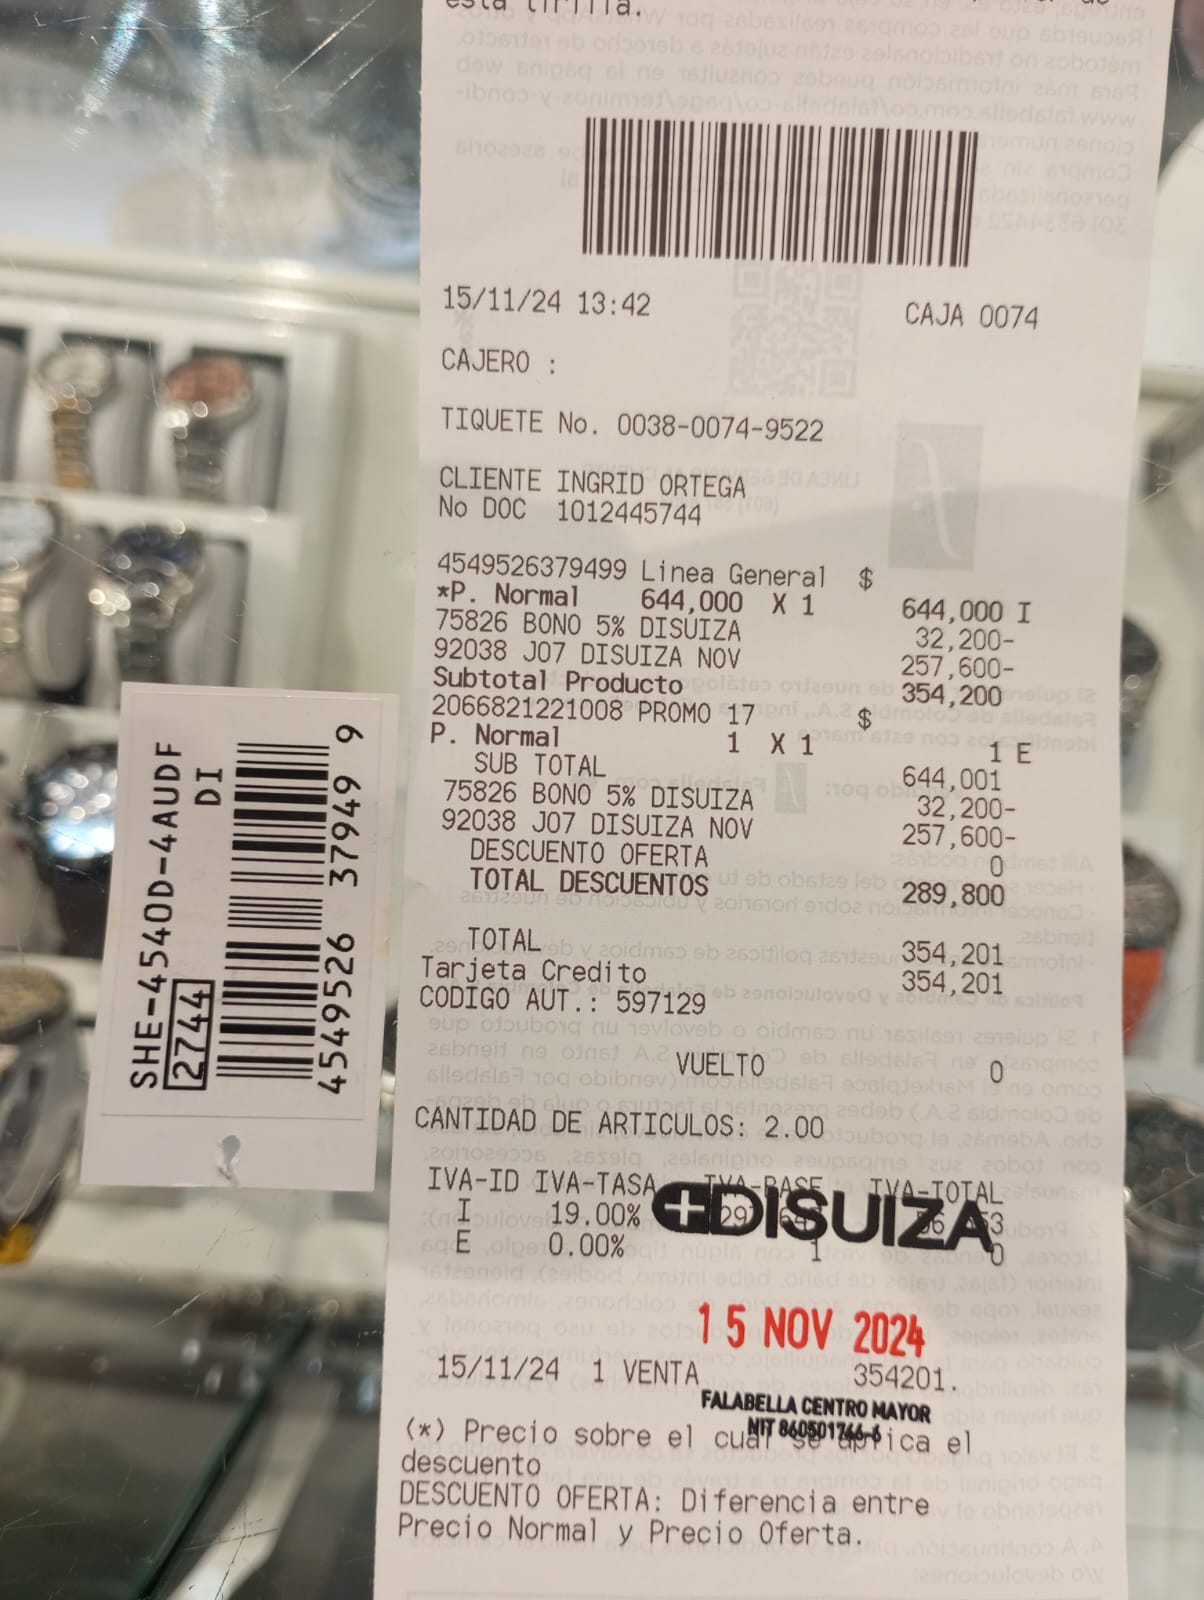 esta tirilla.
15/11/24 13:42 CAJA 0074
CAJERO :
TIQUETE No. 0038-0074-9522
CLIENTE INGRID ORTEGA
No DOC 1012445744
4549526379499 Linea General $
*P. Normal 644,000 X 1 644,000 I
75826 BONO 5% DISUIZA 32,200-
92038 J07 DISUIZA NOV 257,600-
Subtotal Producto 354,200
2066821221008 PROMO 17 $
P. Normal 1 X 1 1 E
SUB TOTAL 644,001
75826 BONO 5% DISUIZA 32,200-
92038 J07 DISUIZA NOV 257,600-
DESCUENTO OFERTA 0
TOTAL DESCUENTOS 289,800
TOTAL 354,201
Tarjeta Credito 354,201
CODIGO AUT.: 597129
VUELTO 0
CANTIDAD DE ARTICULOS: 2.00
IVA-ID IVA-TASA IVA-BASE IVA-TOTAL
I 19.00%
E 0.00% 1 0
DISUIZA
15 NOV 2024
15/11/24 1 VENTA 354201.
FALABELLA CENTRO MAYOR
NIT 860501766-6
(*) Precio sobre el cual se aplica el
descuento
DESCUENTO OFERTA: Diferencia entre
Precio Normal y Precio Oferta.
SHE-4540D-4AUDF
DI
2744
4549526 37949 9